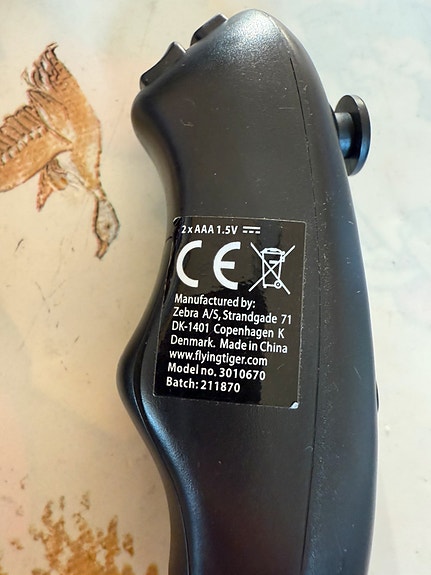 2 x AAA 1.5V
CE
Manufactured by:
Zebra A/S, Strandgade 71
DK-1401 Copenhagen K
Denmark. Made in China
www.flyingtiger.com
Model no. 3010670
Batch: 211870